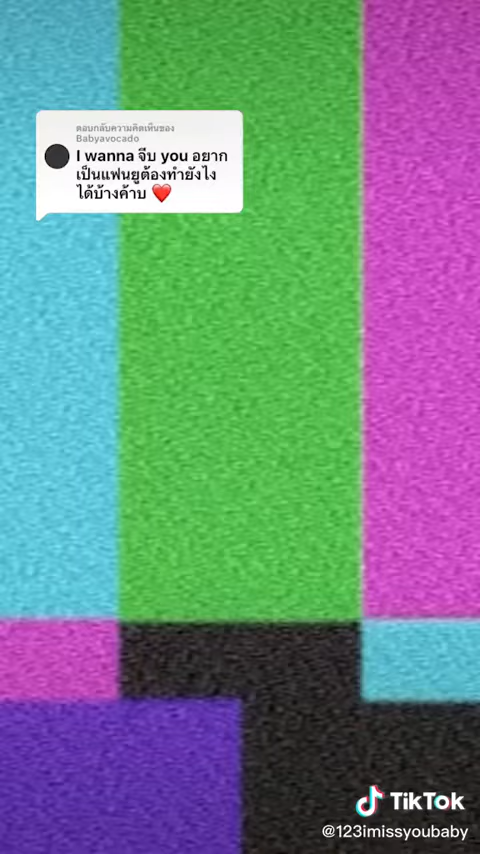 ตอบกลับความคิดเห็นของ
Babyavocado
I wanna จีบ you อยาก
เป็นแฟนยูต้องทำยังไง
ได้บ้างค้าบ ❤️
TikTok
@123imissyoubaby